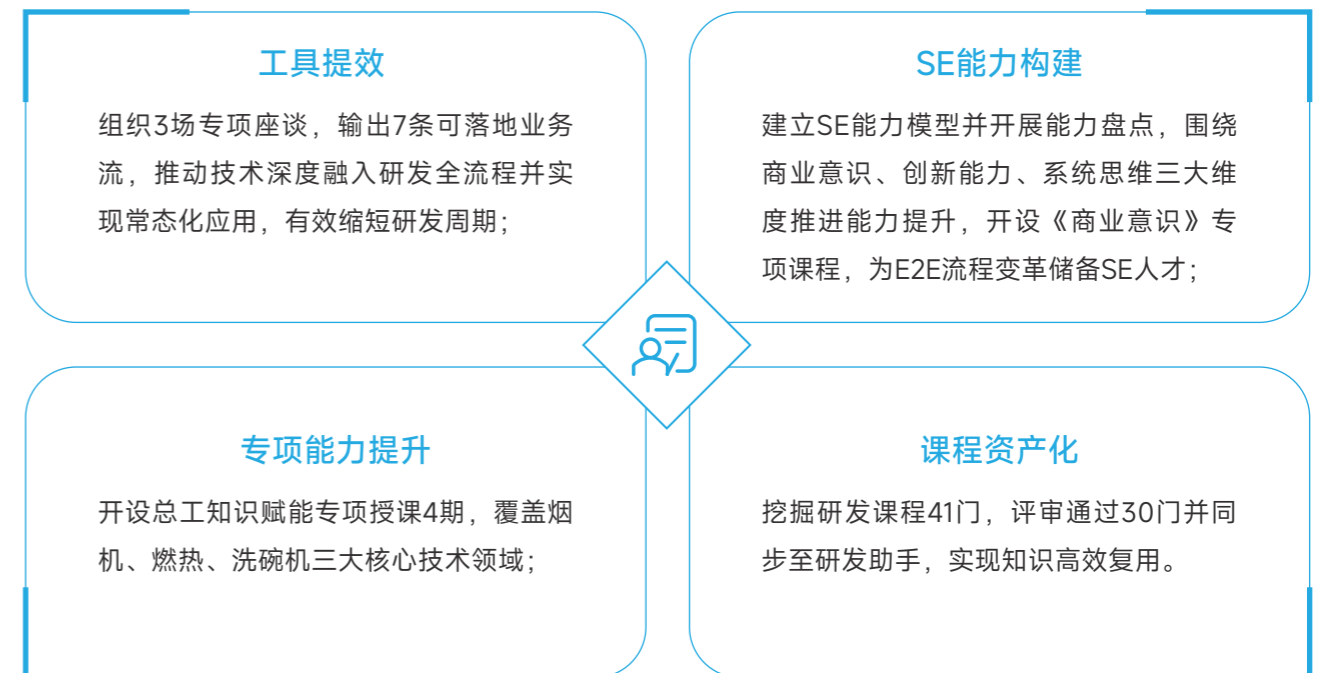 工具提效
组织3场专项座谈，输出7条可落地业务
流，推动技术深度融入研发全流程并实
现常态化应用，有效缩短研发周期；
SE能力构建
建立SE能力模型并开展能力盘点，围绕
商业意识、创新能力、系统思维三大维
度推进能力提升，开设《商业意识》专
项课程，为E2E流程变革储备SE人才；
专项能力提升
开设总工知识赋能专项授课4期，覆盖烟
机、燃热、洗碗机三大核心技术领域；
课程资产化
挖掘研发课程41门，评审通过30门并同
步至研发助手，实现知识高效复用。